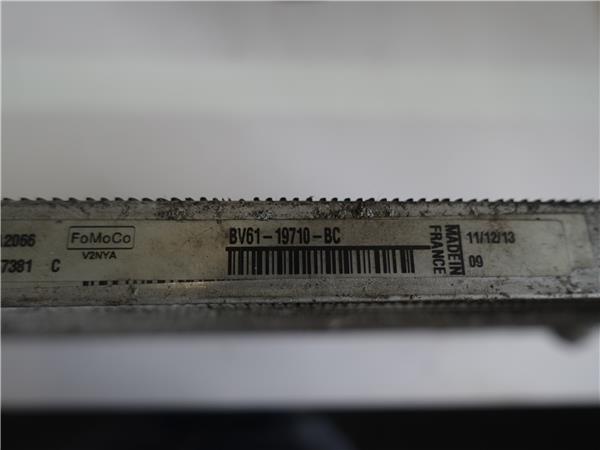 2066
7381 C
FoMoCo
V2NYA
BV61-19710-BC
MADE IN
FRANCE
11/12/13
09